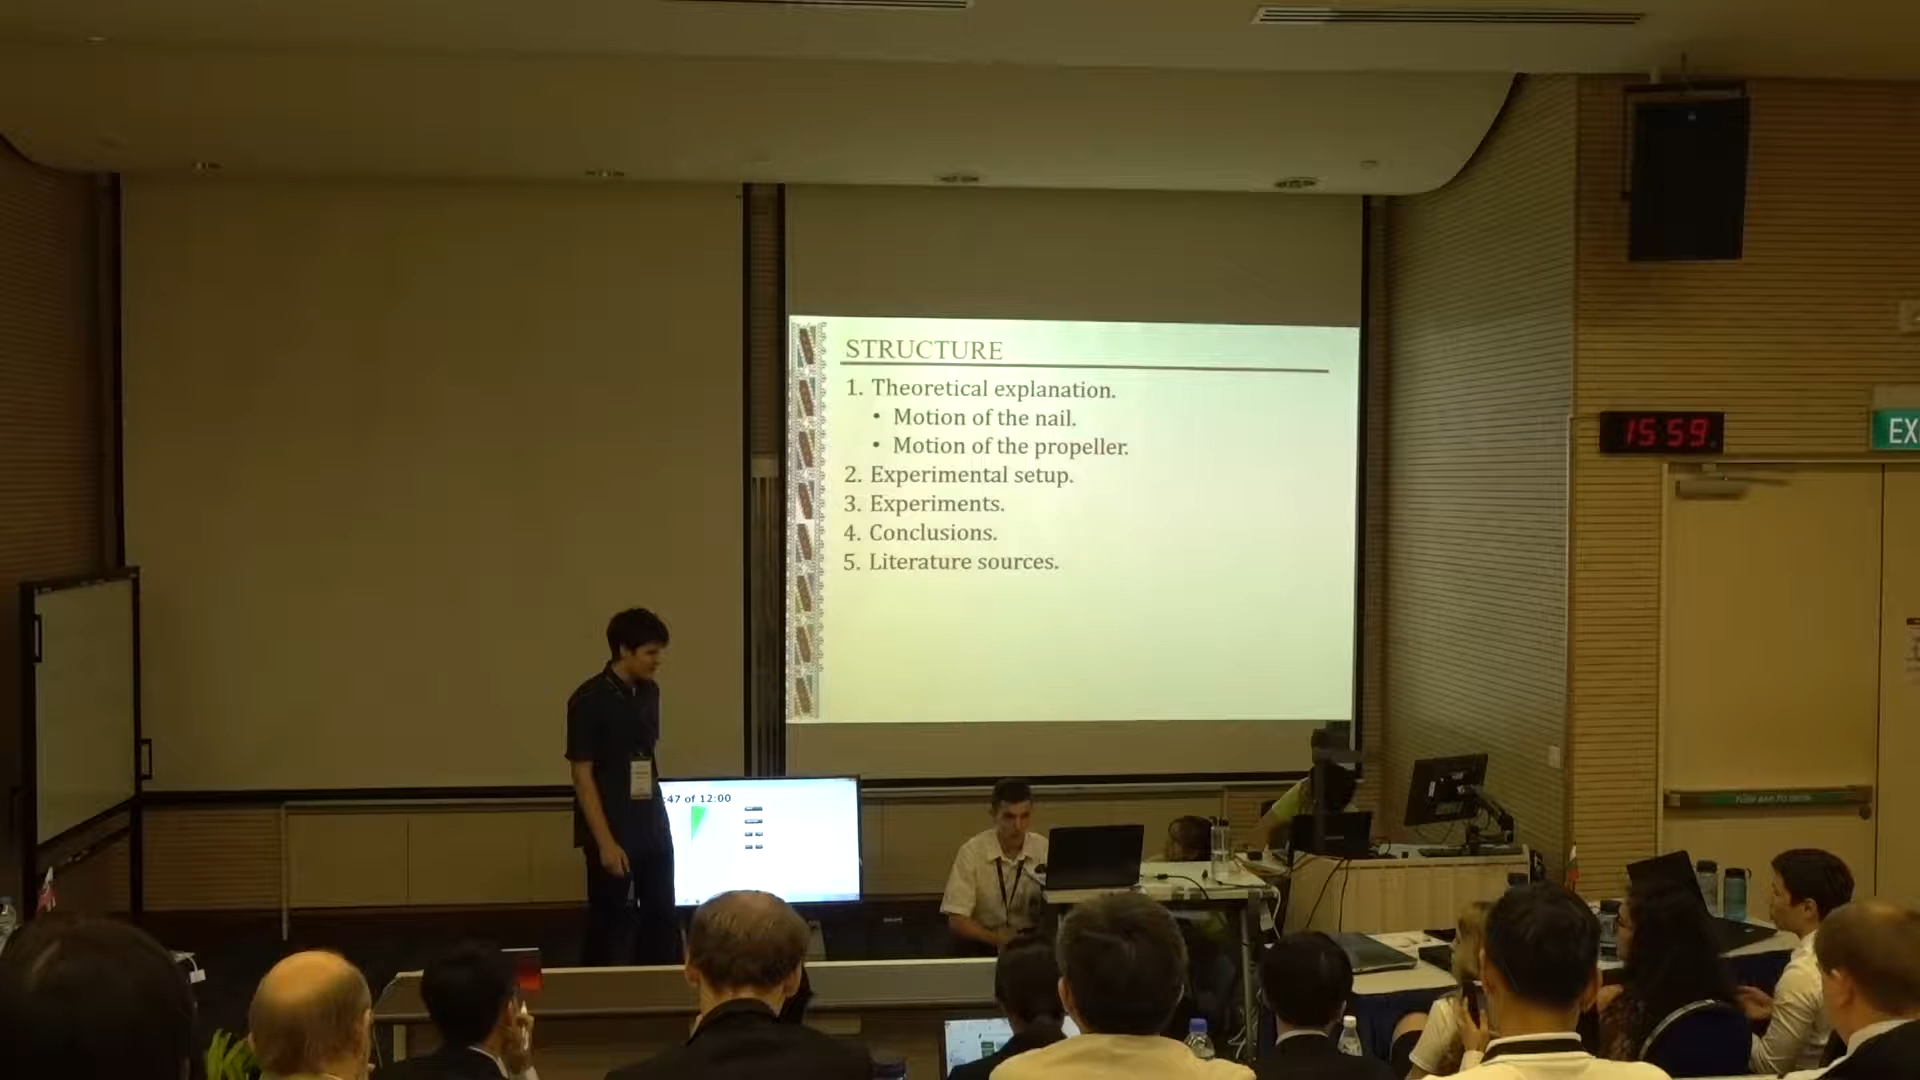 STRUCTURE
1. Theoretical explanation.
• Motion of the nail.
• Motion of the propeller.
2. Experimental setup.
3. Experiments.
4. Conclusions.
5. Literature sources.
15 59
EX
:47 of 12:00